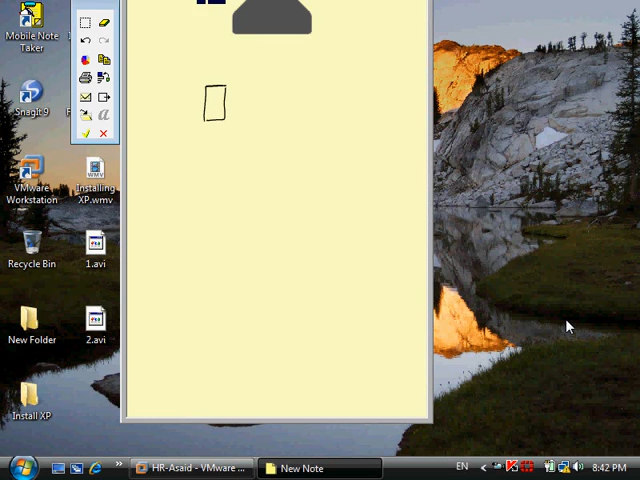 Mobile Note
Taker
SnagIt 9
VMware
Workstation
WMV
Installing
XP.wmv
Recycle Bin
1.avi
New Folder
2.avi
Install XP
HR-Asaid - VMware ...
New Note
EN
8:42 PM